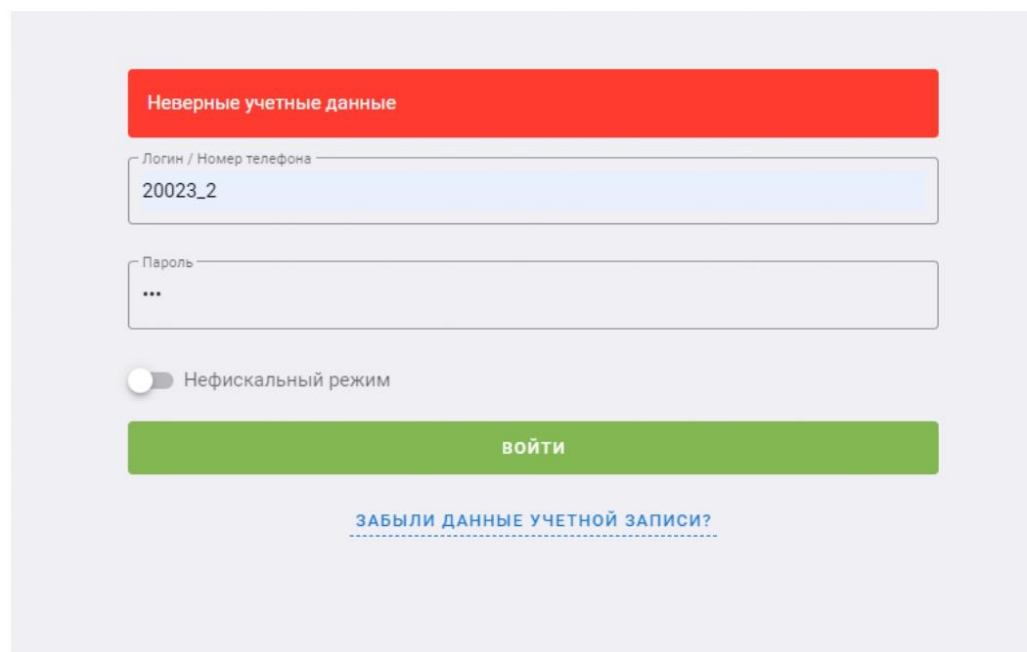 Неверные учетные данные
Логин / Номер телефона
20023_2
Пароль
•••
Нефискальный режим
ВОЙТИ
ЗАБЫЛИ ДАННЫЕ УЧЕТНОЙ ЗАПИСИ?